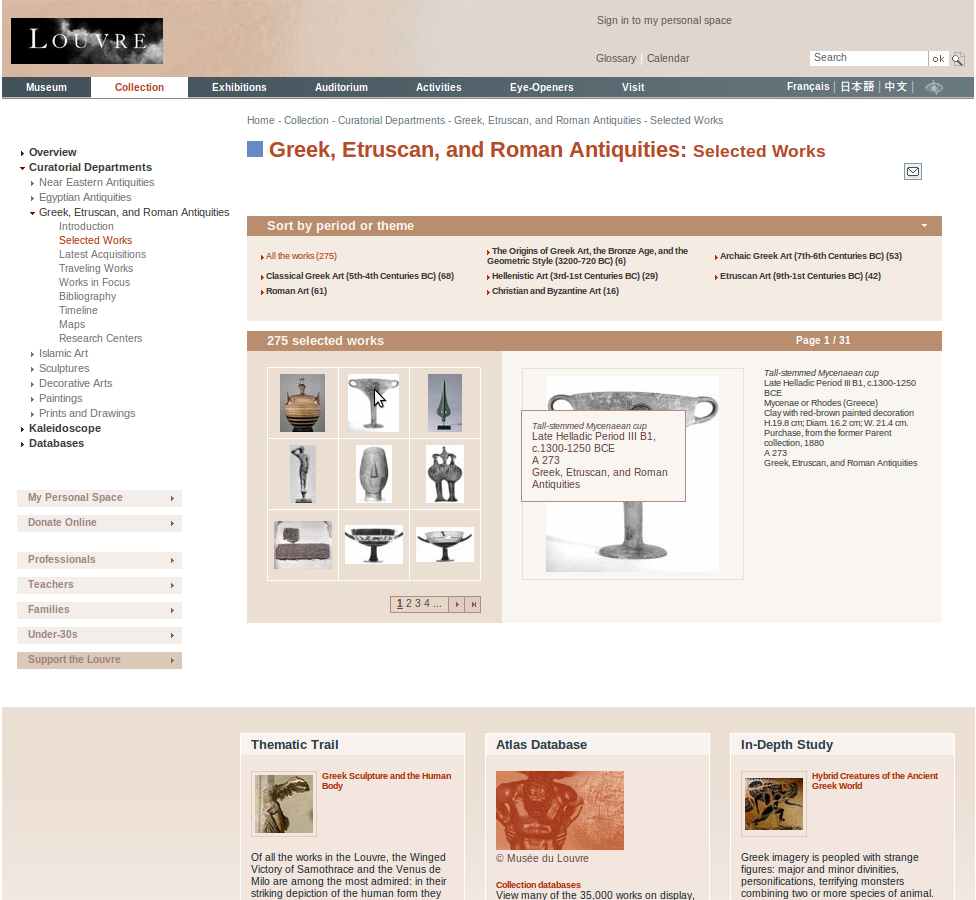 LOUVRE
Sign in to my personal space
Glossary | Calendar
Search
ok
Museum
Collection
Exhibitions
Auditorium
Activities
Eye-Openers
Visit
Français | 日本語 | 中文 |
Home - Collection - Curatorial Departments - Greek, Etruscan, and Roman Antiquities - Selected Works
Greek, Etruscan, and Roman Antiquities: Selected Works
Overview
Curatorial Departments
Near Eastern Antiquities
Egyptian Antiquities
Greek, Etruscan, and Roman Antiquities
Introduction
Selected Works
Latest Acquisitions
Traveling Works
Works in Focus
Bibliography
Timeline
Maps
Research Centers
Islamic Art
Sculptures
Decorative Arts
Paintings
Prints and Drawings
Kaleidoscope
Databases
My Personal Space
Donate Online
Professionals
Teachers
Families
Under-30s
Support the Louvre
Sort by period or theme
All the works (275)
The Origins of Greek Art, the Bronze Age, and the
Geometric Style (3200-720 BC) (6)
Archaic Greek Art (7th-6th Centuries BC) (53)
Classical Greek Art (5th-4th Centuries BC) (68)
Hellenistic Art (3rd-1st Centuries BC) (29)
Etruscan Art (9th-1st Centuries BC) (42)
Roman Art (61)
Christian and Byzantine Art (16)
275 selected works
Page 1 / 31
1 2 3 4 ...
Tall-stemmed Mycenaean cup
Late Helladic Period III B1,
c.1300-1250 BCE
A 273
Greek, Etruscan, and Roman
Antiquities
Tall-stemmed Mycenaean cup
Late Helladic Period III B1, c.1300-1250
BCE
Mycenae or Rhodes (Greece)
Clay with red-brown painted decoration
H.19.8 cm; Diam. 16.2 cm; W. 21.4 cm.
Purchase, from the former Parent
collection, 1880
A 273
Greek, Etruscan, and Roman Antiquities
Thematic Trail
Greek Sculpture and the Human
Body
Of all the works in the Louvre, the Winged
Victory of Samothrace and the Venus de
Milo are among the most admired: in their
striking depiction of the human form they
Atlas Database
© Musée du Louvre
Collection databases
View many of the 35,000 works on display,
In-Depth Study
Hybrid Creatures of the Ancient
Greek World
Greek imagery is peopled with strange
figures: major and minor divinities,
personifications, terrifying monsters
combining two or more species of animal.